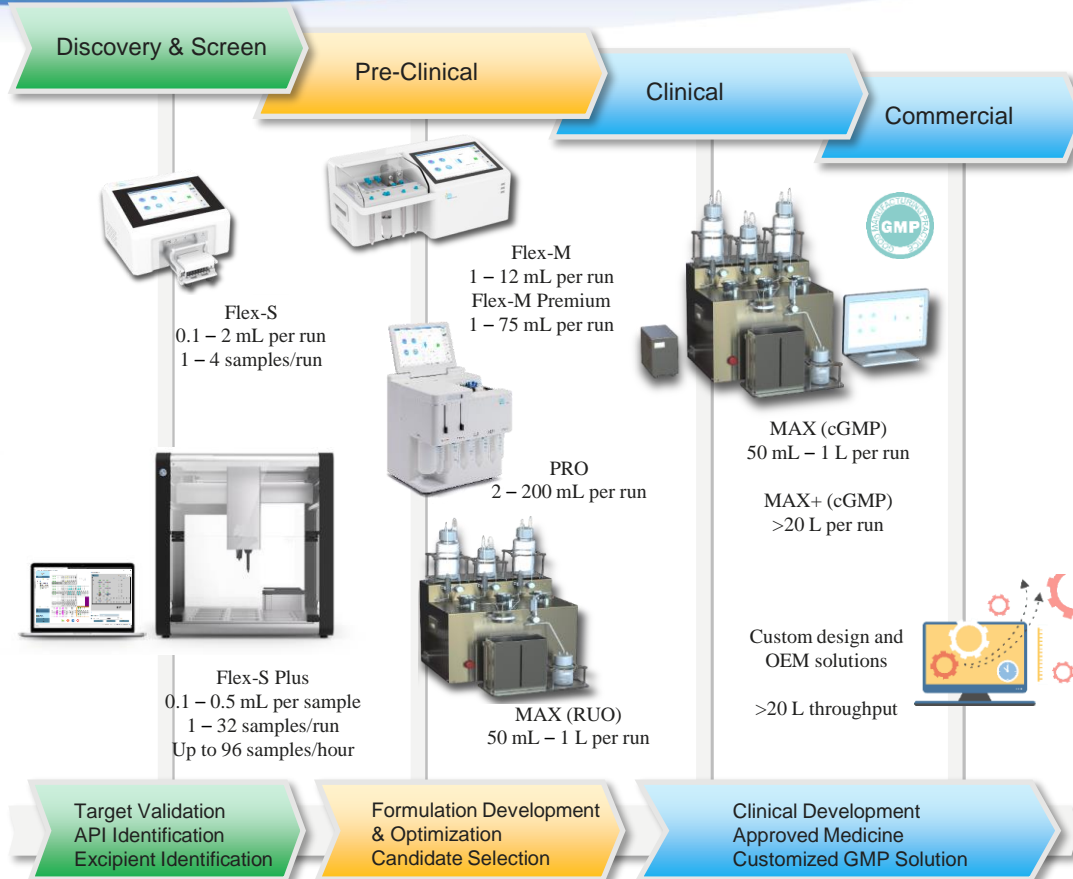 Discovery & Screen
Pre-Clinical
Clinical
Commercial
Flex-S
0.1 – 2 mL per run
1 – 4 samples/run
Flex-M
1 – 12 mL per run
Flex-M Premium
1 – 75 mL per run
GOOD MANUFACTURING PRACTICE
GMP
PRO
2 – 200 mL per run
MAX (cGMP)
50 mL – 1 L per run
MAX+ (cGMP)
>20 L per run
Flex-S Plus
0.1 – 0.5 mL per sample
1 – 32 samples/run
Up to 96 samples/hour
MAX (RUO)
50 mL – 1 L per run
Custom design and
OEM solutions
>20 L throughput
Target Validation
API Identification
Excipient Identification
Formulation Development
& Optimization
Candidate Selection
Clinical Development
Approved Medicine
Customized GMP Solution